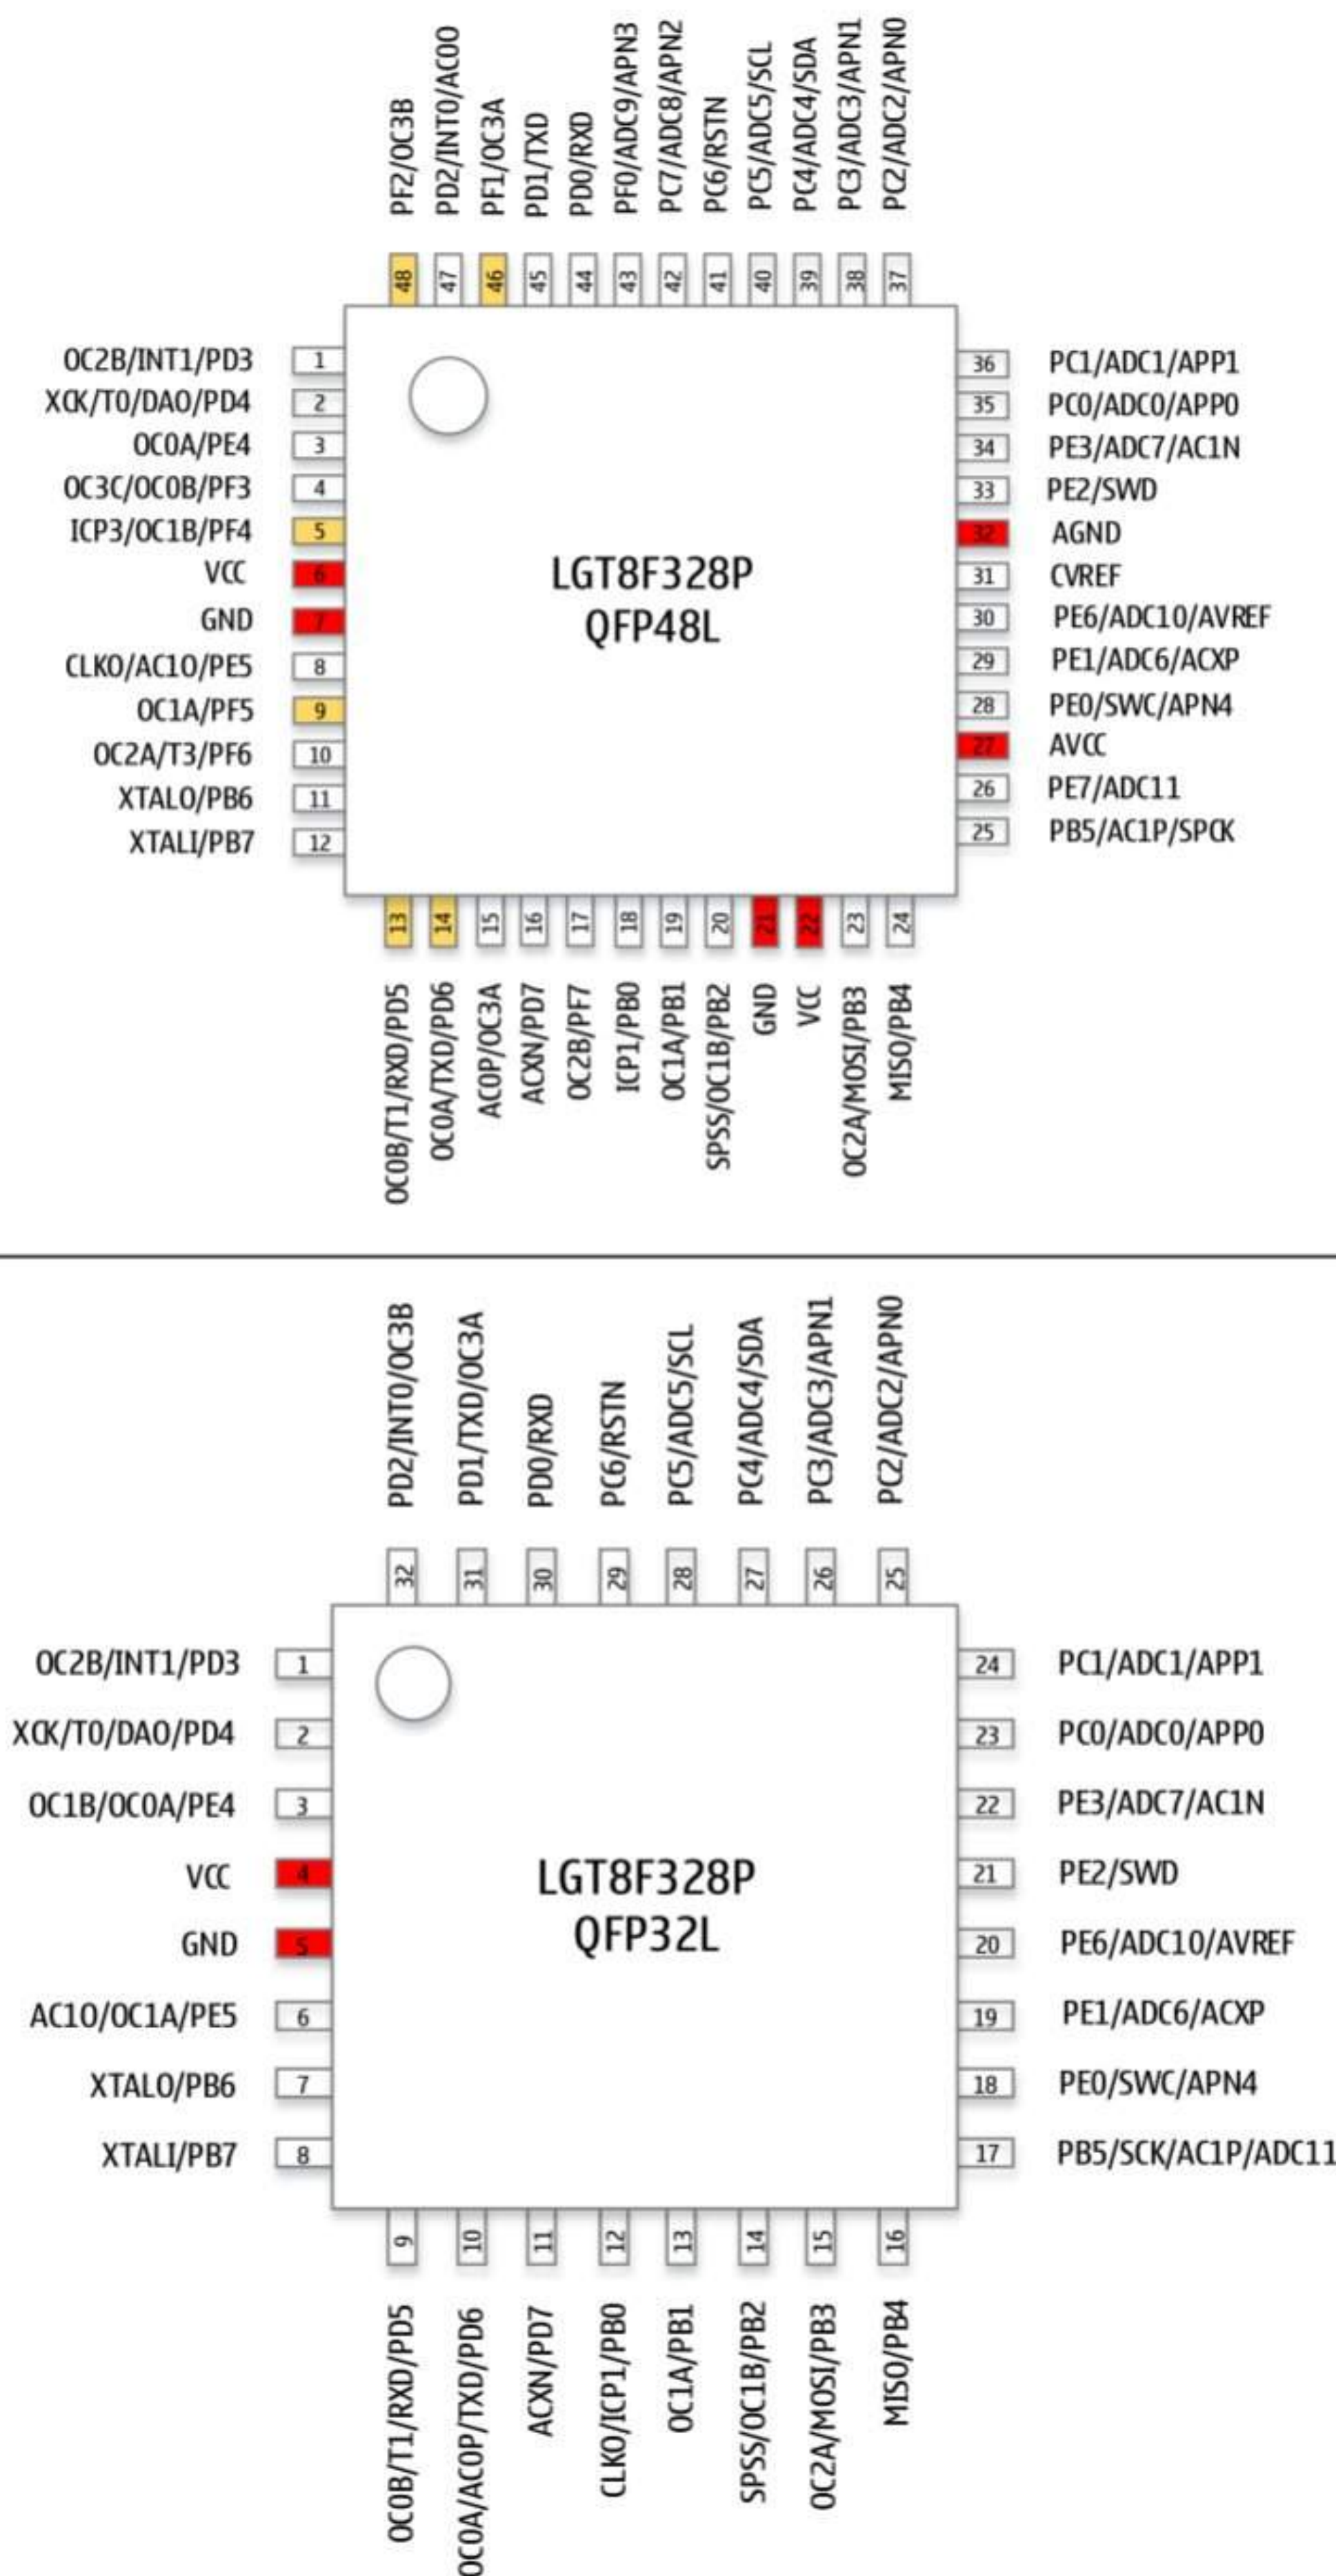 PF2/OC3B
PD2/INT0/AC0O
PF1/OC3A
PD1/TXD
PD0/RXD
PF0/ADC9/APN3
PC7/ADC8/APN2
PC6/RSTN
PC5/ADC5/SCL
PC4/ADC4/SDA
PC3/ADC3/APN1
PC2/ADC2/APN0
48
47
46
45
44
43
42
41
40
39
38
37
OC2B/INT1/PD3 1
XCK/T0/DAO/PD4 2
OC0A/PE4 3
OC3C/OC0B/PF3 4
ICP3/OC1B/PF4 5
VCC 6
GND 7
CLKO/AC1O/PE5 8
OC1A/PF5 9
OC2A/T3/PF6 10
XTALO/PB6 11
XTALI/PB7 12
LGT8F328P
QFP48L
36 PC1/ADC1/APP1
35 PC0/ADC0/APP0
34 PE3/ADC7/AC1N
33 PE2/SWD
32 AGND
31 CVREF
30 PE6/ADC10/AVREF
29 PE1/ADC6/ACXP
28 PE0/SWC/APN4
27 AVCC
26 PE7/ADC11
25 PB5/AC1P/SPCK
13
14
15
16
17
18
19
20
21
22
23
24
OC0B/T1/RXD/PD5
OC0A/TXD/PD6
AC0P/OC3A
ACXN/PD7
OC2B/PF7
ICP1/PB0
OC1A/PB1
SPSS/OC1B/PB2
GND
VCC
OC2A/MOSI/PB3
MISO/PB4
PD2/INT0/OC3B
PD1/TXD/OC3A
PD0/RXD
PC6/RSTN
PC5/ADC5/SCL
PC4/ADC4/SDA
PC3/ADC3/APN1
PC2/ADC2/APN0
32
31
30
29
28
27
26
25
OC2B/INT1/PD3 1
XCK/T0/DAO/PD4 2
OC1B/OC0A/PE4 3
VCC 4
GND 5
AC1O/OC1A/PE5 6
XTALO/PB6 7
XTALI/PB7 8
LGT8F328P
QFP32L
24 PC1/ADC1/APP1
23 PC0/ADC0/APP0
22 PE3/ADC7/AC1N
21 PE2/SWD
20 PE6/ADC10/AVREF
19 PE1/ADC6/ACXP
18 PE0/SWC/APN4
17 PB5/SCK/AC1P/ADC11
9
10
11
12
13
14
15
16
OC0B/T1/RXD/PD5
OC0A/AC0P/TXD/PD6
ACXN/PD7
CLKO/ICP1/PB0
OC1A/PB1
SPSS/OC1B/PB2
OC2A/MOSI/PB3
MISO/PB4